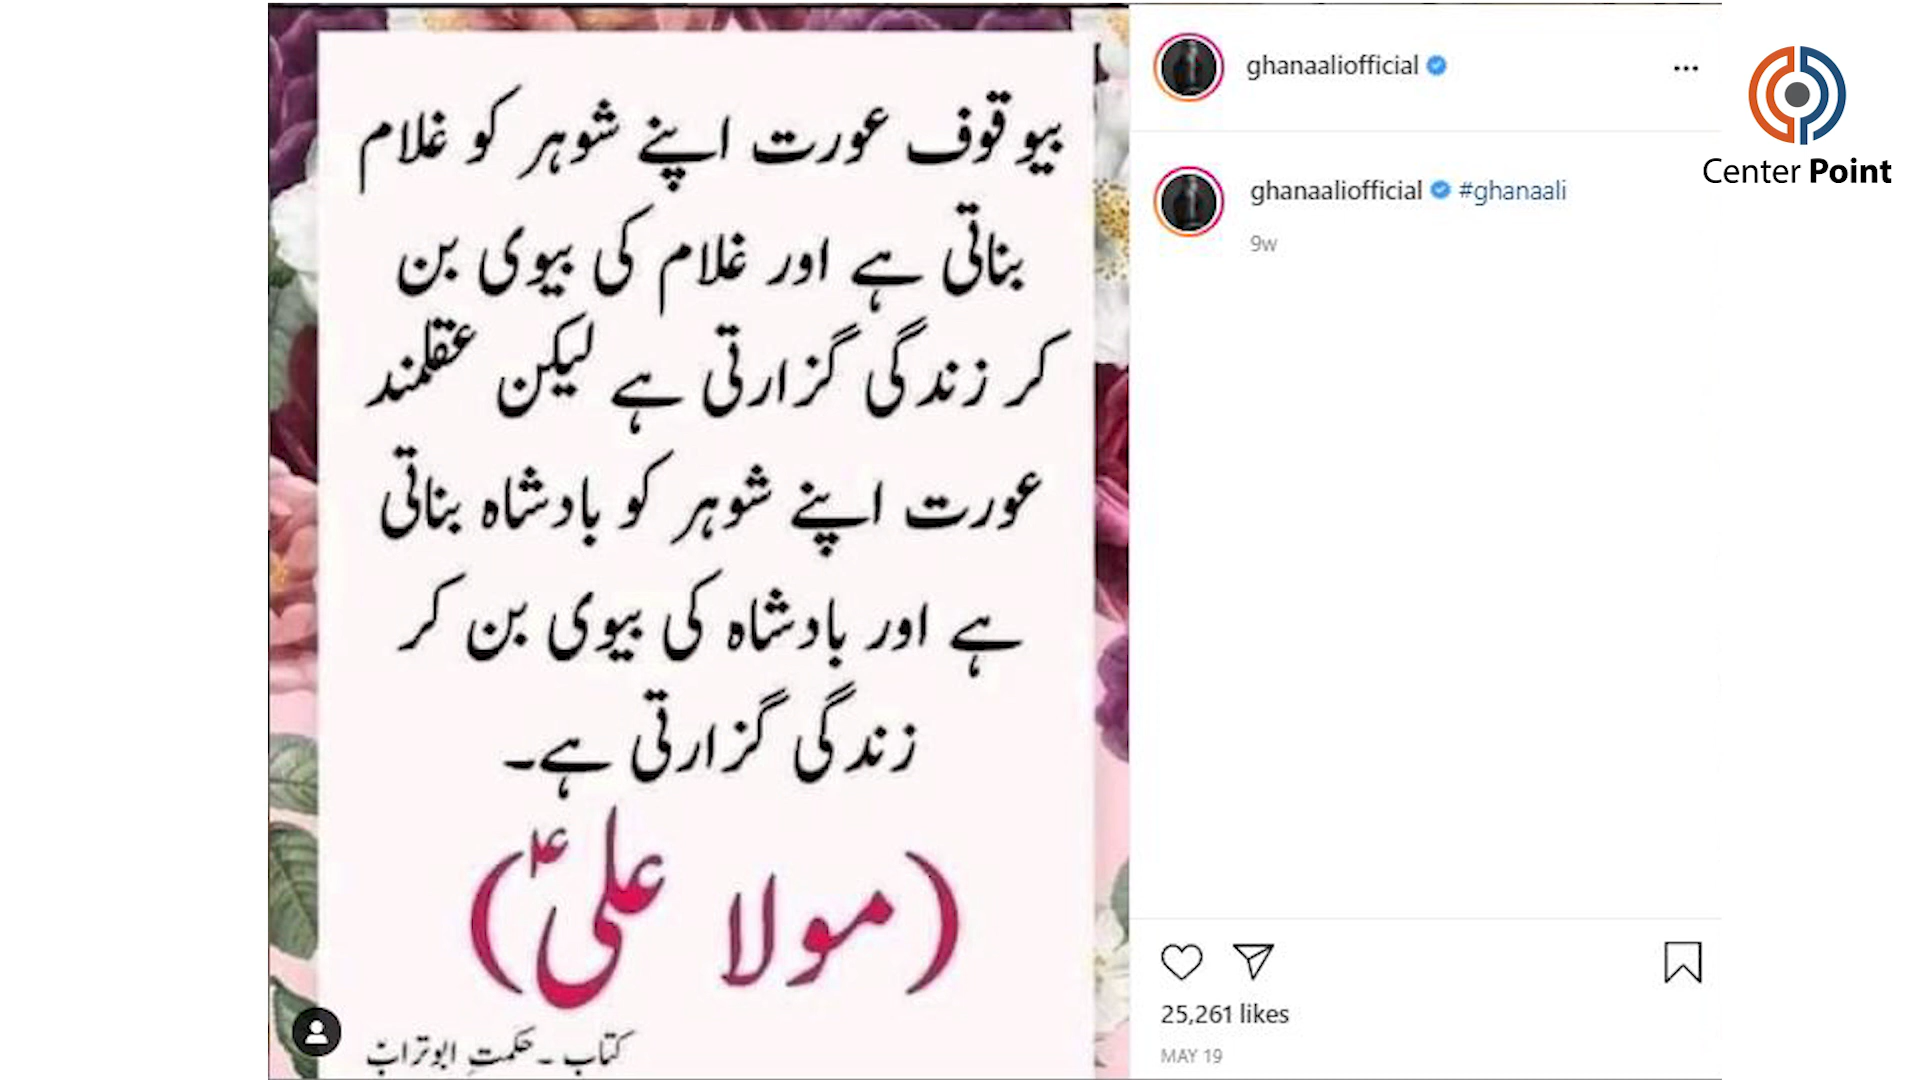 بیوقوف عورت اپنے شوہر کو غلام
بناتی ہے اور غلام کی بیوی بن
کر زندگی گزارتی ہے لیکن عقلمند
عورت اپنے شوہر کو بادشاہ بناتی
ہے اور بادشاہ کی بیوی بن کر
زندگی گزارتی ہے۔
(مولا علیؑ)
کتاب ۔ حکمتِ ابوترابؑ
ghanaaliofficial
ghanaaliofficial #ghanaali
9w
25,261 likes
MAY 19
Center Point